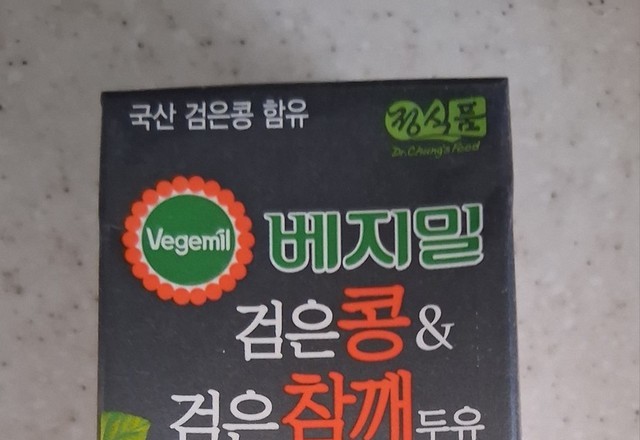 국산 검은콩 함유
정식품
Dr.Chung's Food
Vegemil
베지밀
검은콩&
검은참깨두유